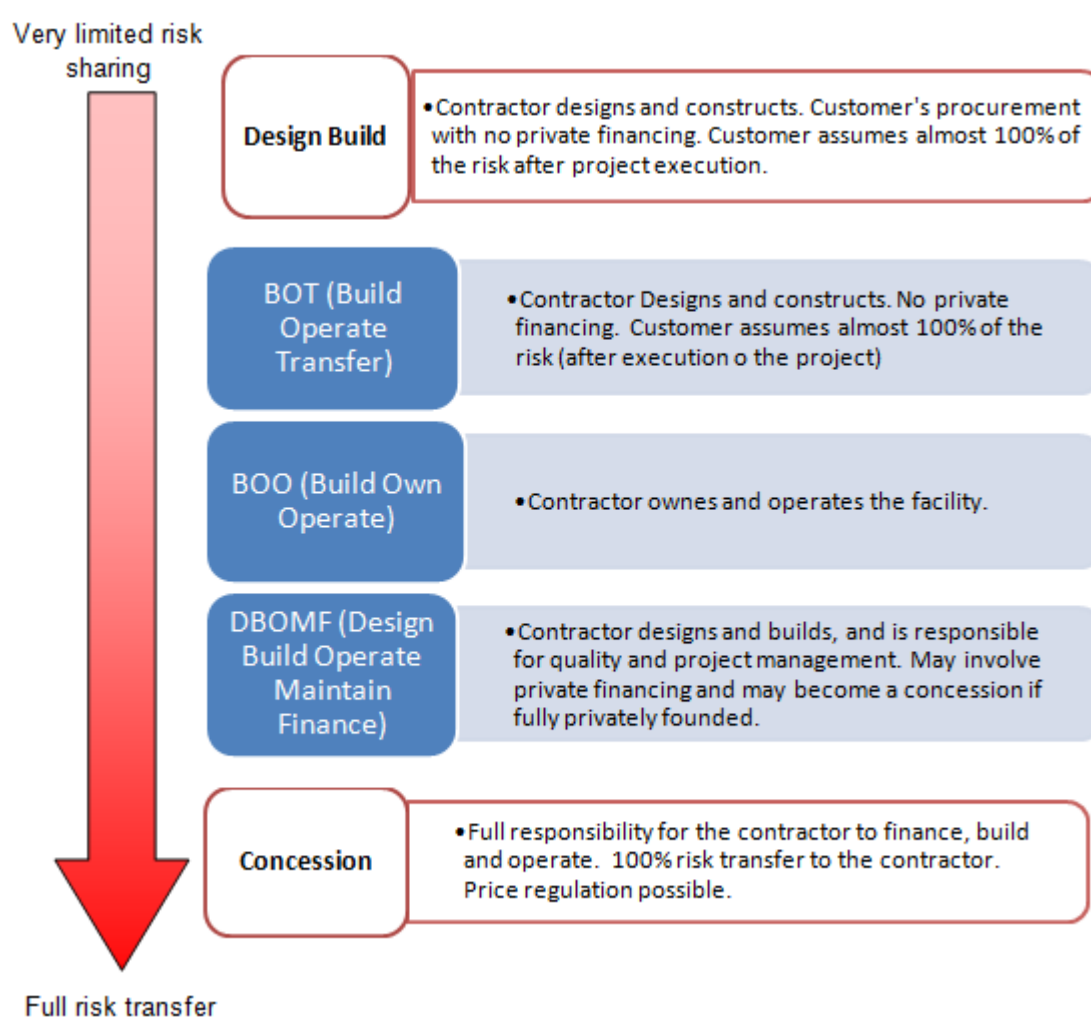 Very limited risk
sharing
Design Build
•Contractor designs and constructs. Customer's procurement
with no private financing. Customer assumes almost 100% of
the risk after project execution.
BOT (Build
Operate
Transfer)
•Contractor Designs and constructs. No private
financing. Customer assumes almost 100% of the
risk (after execution o the project)
BOO (Build Own
Operate)
•Contractor ownes and operates the facility.
DBOMF (Design
Build Operate
Maintain
Finance)
•Contractor designs and builds, and is responsible
for quality and project management. May involve
private financing and may become a concession if
fully privately founded.
Concession
•Full responsibility for the contractor to finance, build
and operate. 100% risk transfer to the contractor.
Price regulation possible.
Full risk transfer